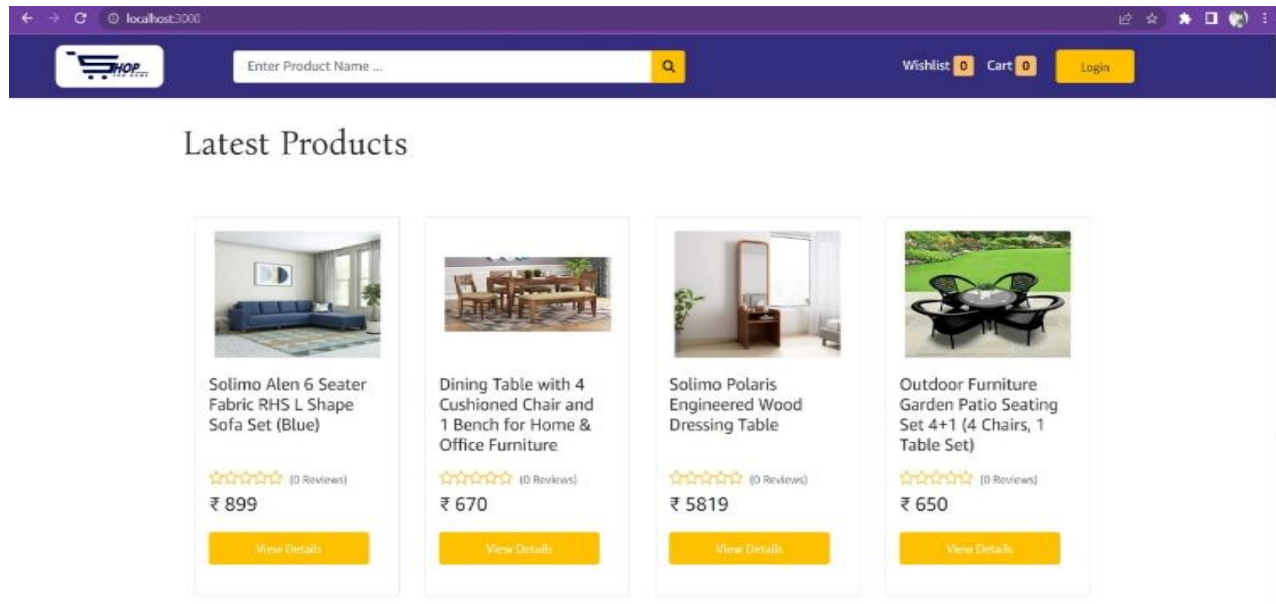 localhost:3000
SHOP
FOR HOME
Enter Product Name ...
Wishlist 0 Cart 0 Login
Latest Products
Solimo Alen 6 Seater
Fabric RHS L Shape
Sofa Set (Blue)
(0 Reviews)
₹ 899
View Details
Dining Table with 4
Cushioned Chair and
1 Bench for Home &
Office Furniture
(0 Reviews)
₹ 670
View Details
Solimo Polaris
Engineered Wood
Dressing Table
(0 Reviews)
₹ 5819
View Details
Outdoor Furniture
Garden Patio Seating
Set 4+1 (4 Chairs, 1
Table Set)
(0 Reviews)
₹ 650
View Details